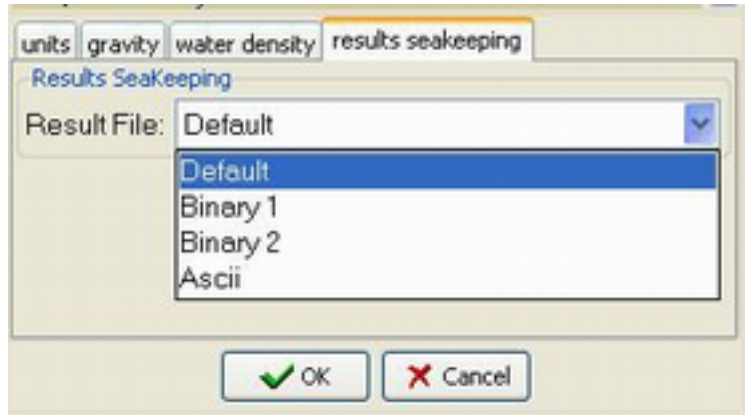 units gravity water density results seakeeping
Results SeaKeeping
Result File: Default
Default
Binary 1
Binary 2
Ascii
OK Cancel